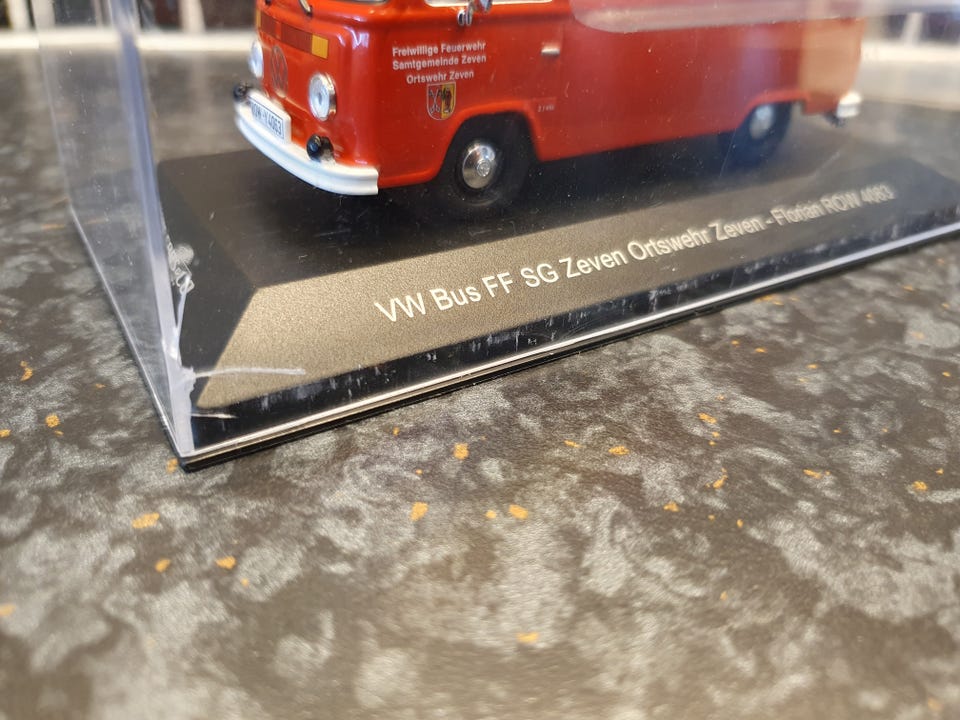 Freiwillige Feuerwehr
Samtgemeinde Zeven
Ortswehr Zeven
VW Bus FF SG Zeven Ortswehr Zeven - Florian ROW 4063